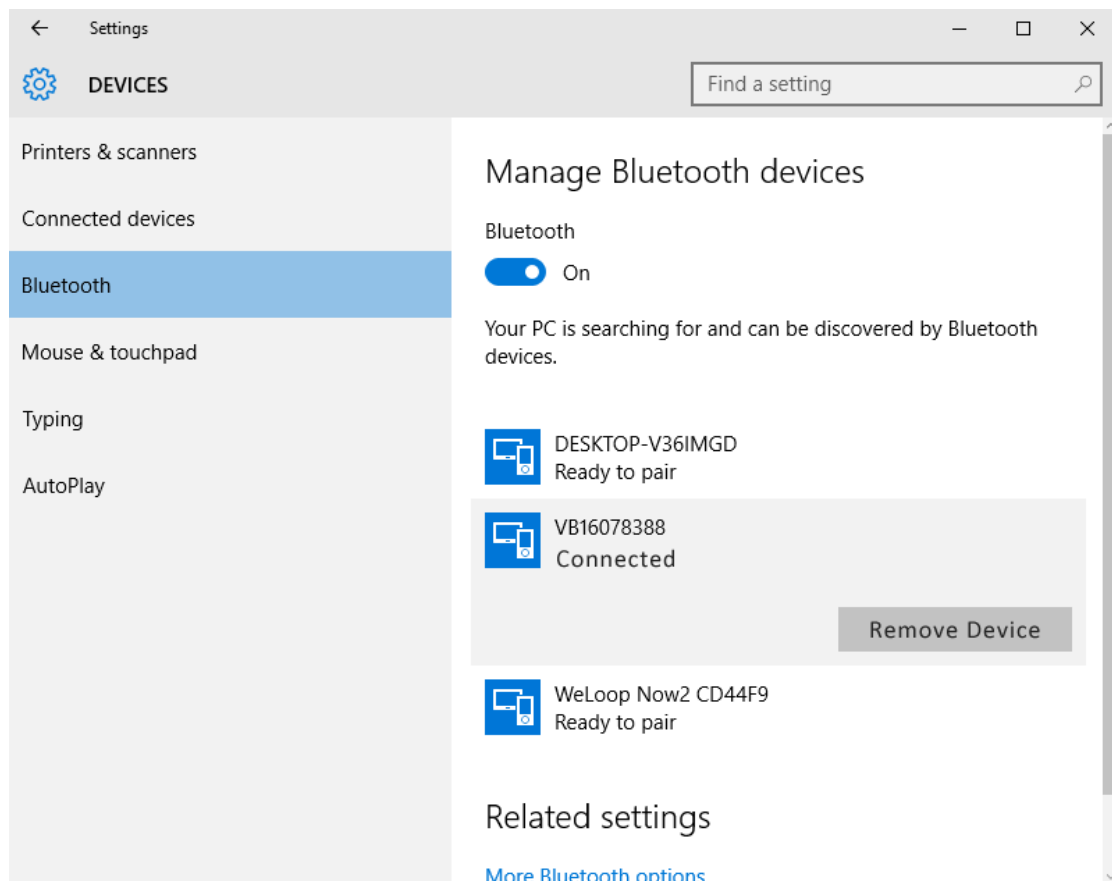 Settings
DEVICES
Find a setting
Printers & scanners
Connected devices
Bluetooth
Mouse & touchpad
Typing
AutoPlay
Manage Bluetooth devices
Bluetooth
On
Your PC is searching for and can be discovered by Bluetooth
devices.
DESKTOP-V36IMGD
Ready to pair
VB16078388
Connected
Remove Device
WeLoop Now2 CD44F9
Ready to pair
Related settings
More Bluetooth options